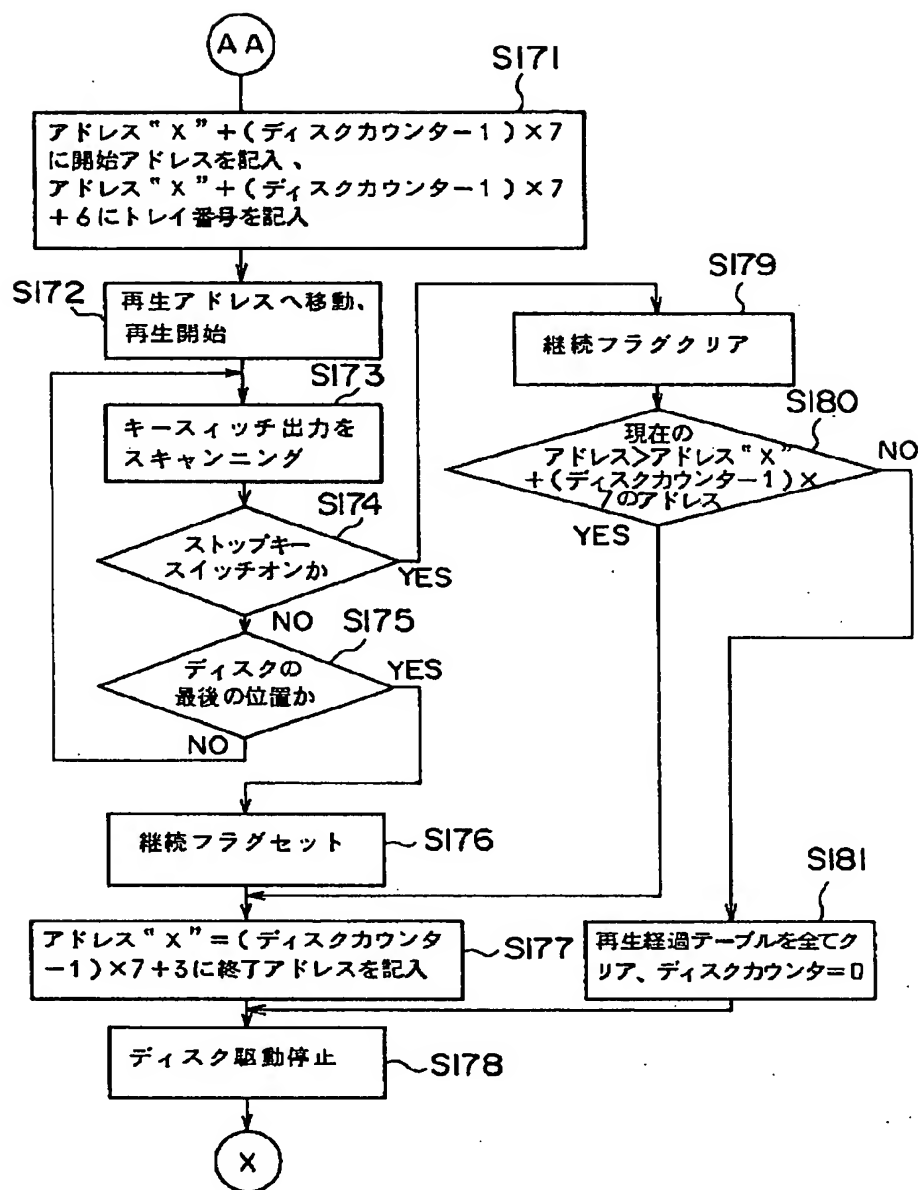 AA
S171
アドレス“X”+(ディスクカウンター1)×7
に開始アドレスを記入、
アドレス“X”+(ディスクカウンター1)×7
+6にトレイ番号を記入
S172
再生アドレスへ移動、
再生開始
S173
キースィッチ出力を
スキャンニング
S174
ストップキー
スイッチオンか
YES
NO
S175
ディスクの
最後の位置か
YES
NO
S176
継続フラグセット
S177
アドレス“X”=(ディスクカウンタ
-1)×7+3に終了アドレスを記入
S178
ディスク駆動停止
X
S179
継続フラグクリア
S180
現在の
アドレス>アドレス“X”
+(ディスクカウンター1)×
7のアドレス
NO
YES
S181
再生経過テーブルを全てク
リア、ディスクカウンタ=0